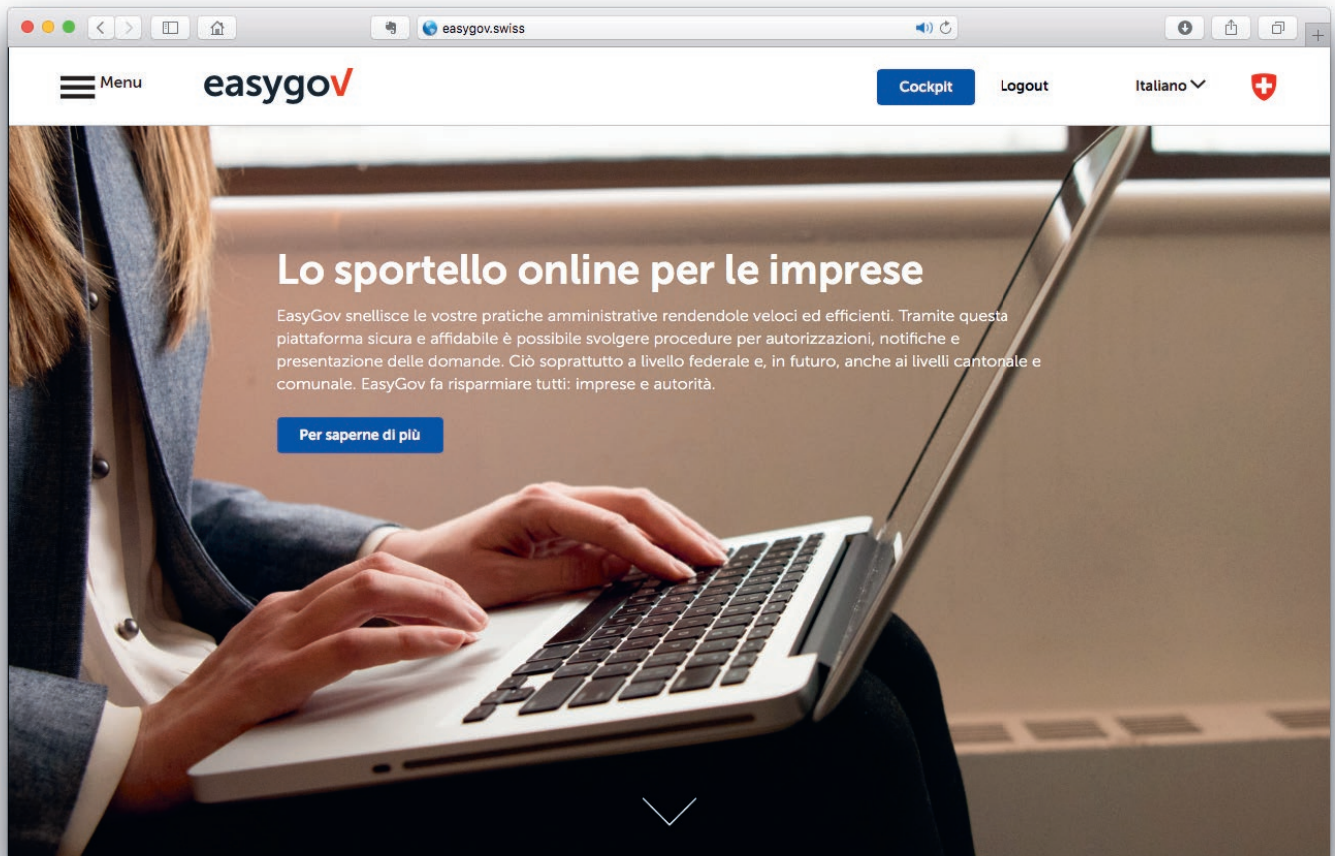 easygov.swiss
Menu
easygov
Cockpit
Logout
Italiano
Lo sportello online per le imprese
EasyGov snellisce le vostre pratiche amministrative rendendole veloci ed efficienti. Tramite questa
piattaforma sicura e affidabile è possibile svolgere procedure per autorizzazioni, notifiche e
presentazione delle domande. Ciò soprattutto a livello federale e, in futuro, anche ai livelli cantonale e
comunale. EasyGov fa risparmiare tutti: imprese e autorità.
Per saperne di più